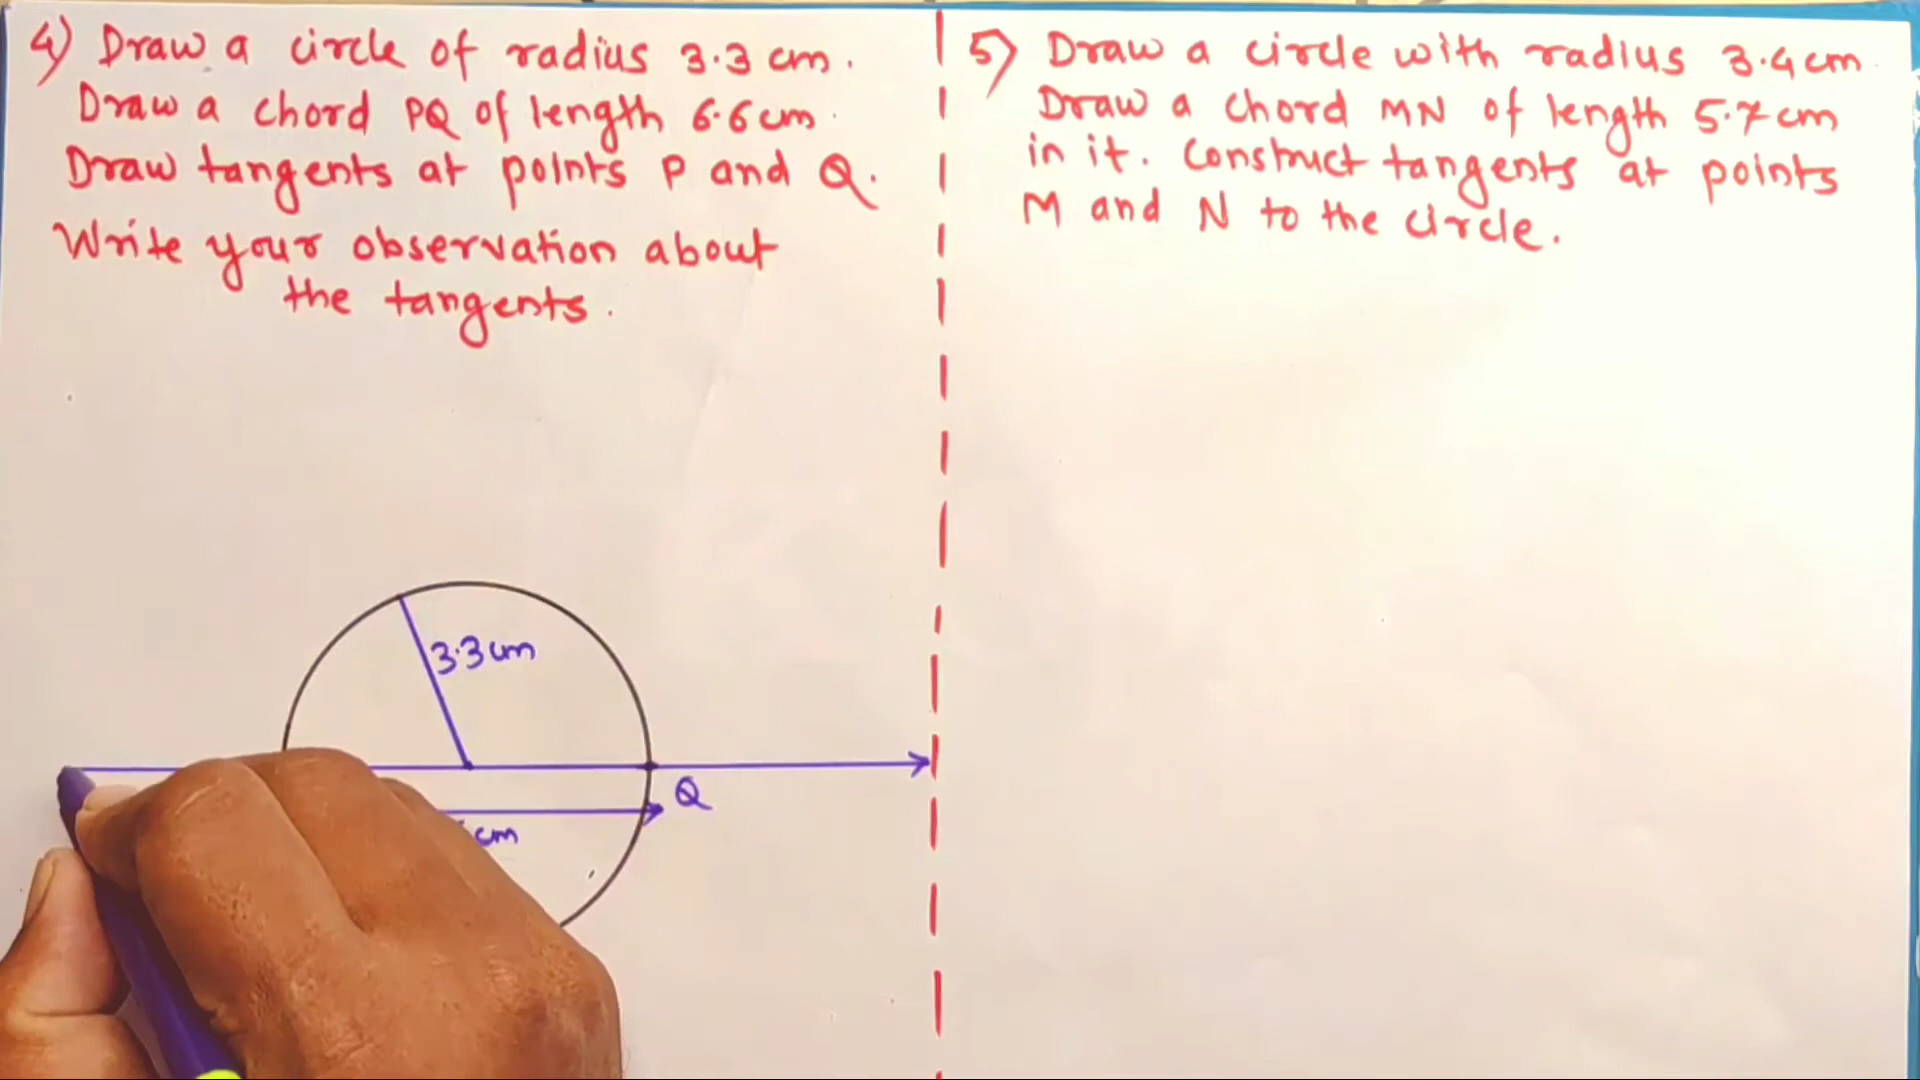 4) Draw a circle of radius 3.3 cm.
Draw a chord PQ of length 6.6 cm.
Draw tangents at points P and Q.
Write your observation about
the tangents.
5) Draw a circle with radius 3.4 cm.
Draw a chord MN of length 5.7 cm
in it. Construct tangents at points
M and N to the circle.
3.3 cm
Q
cm